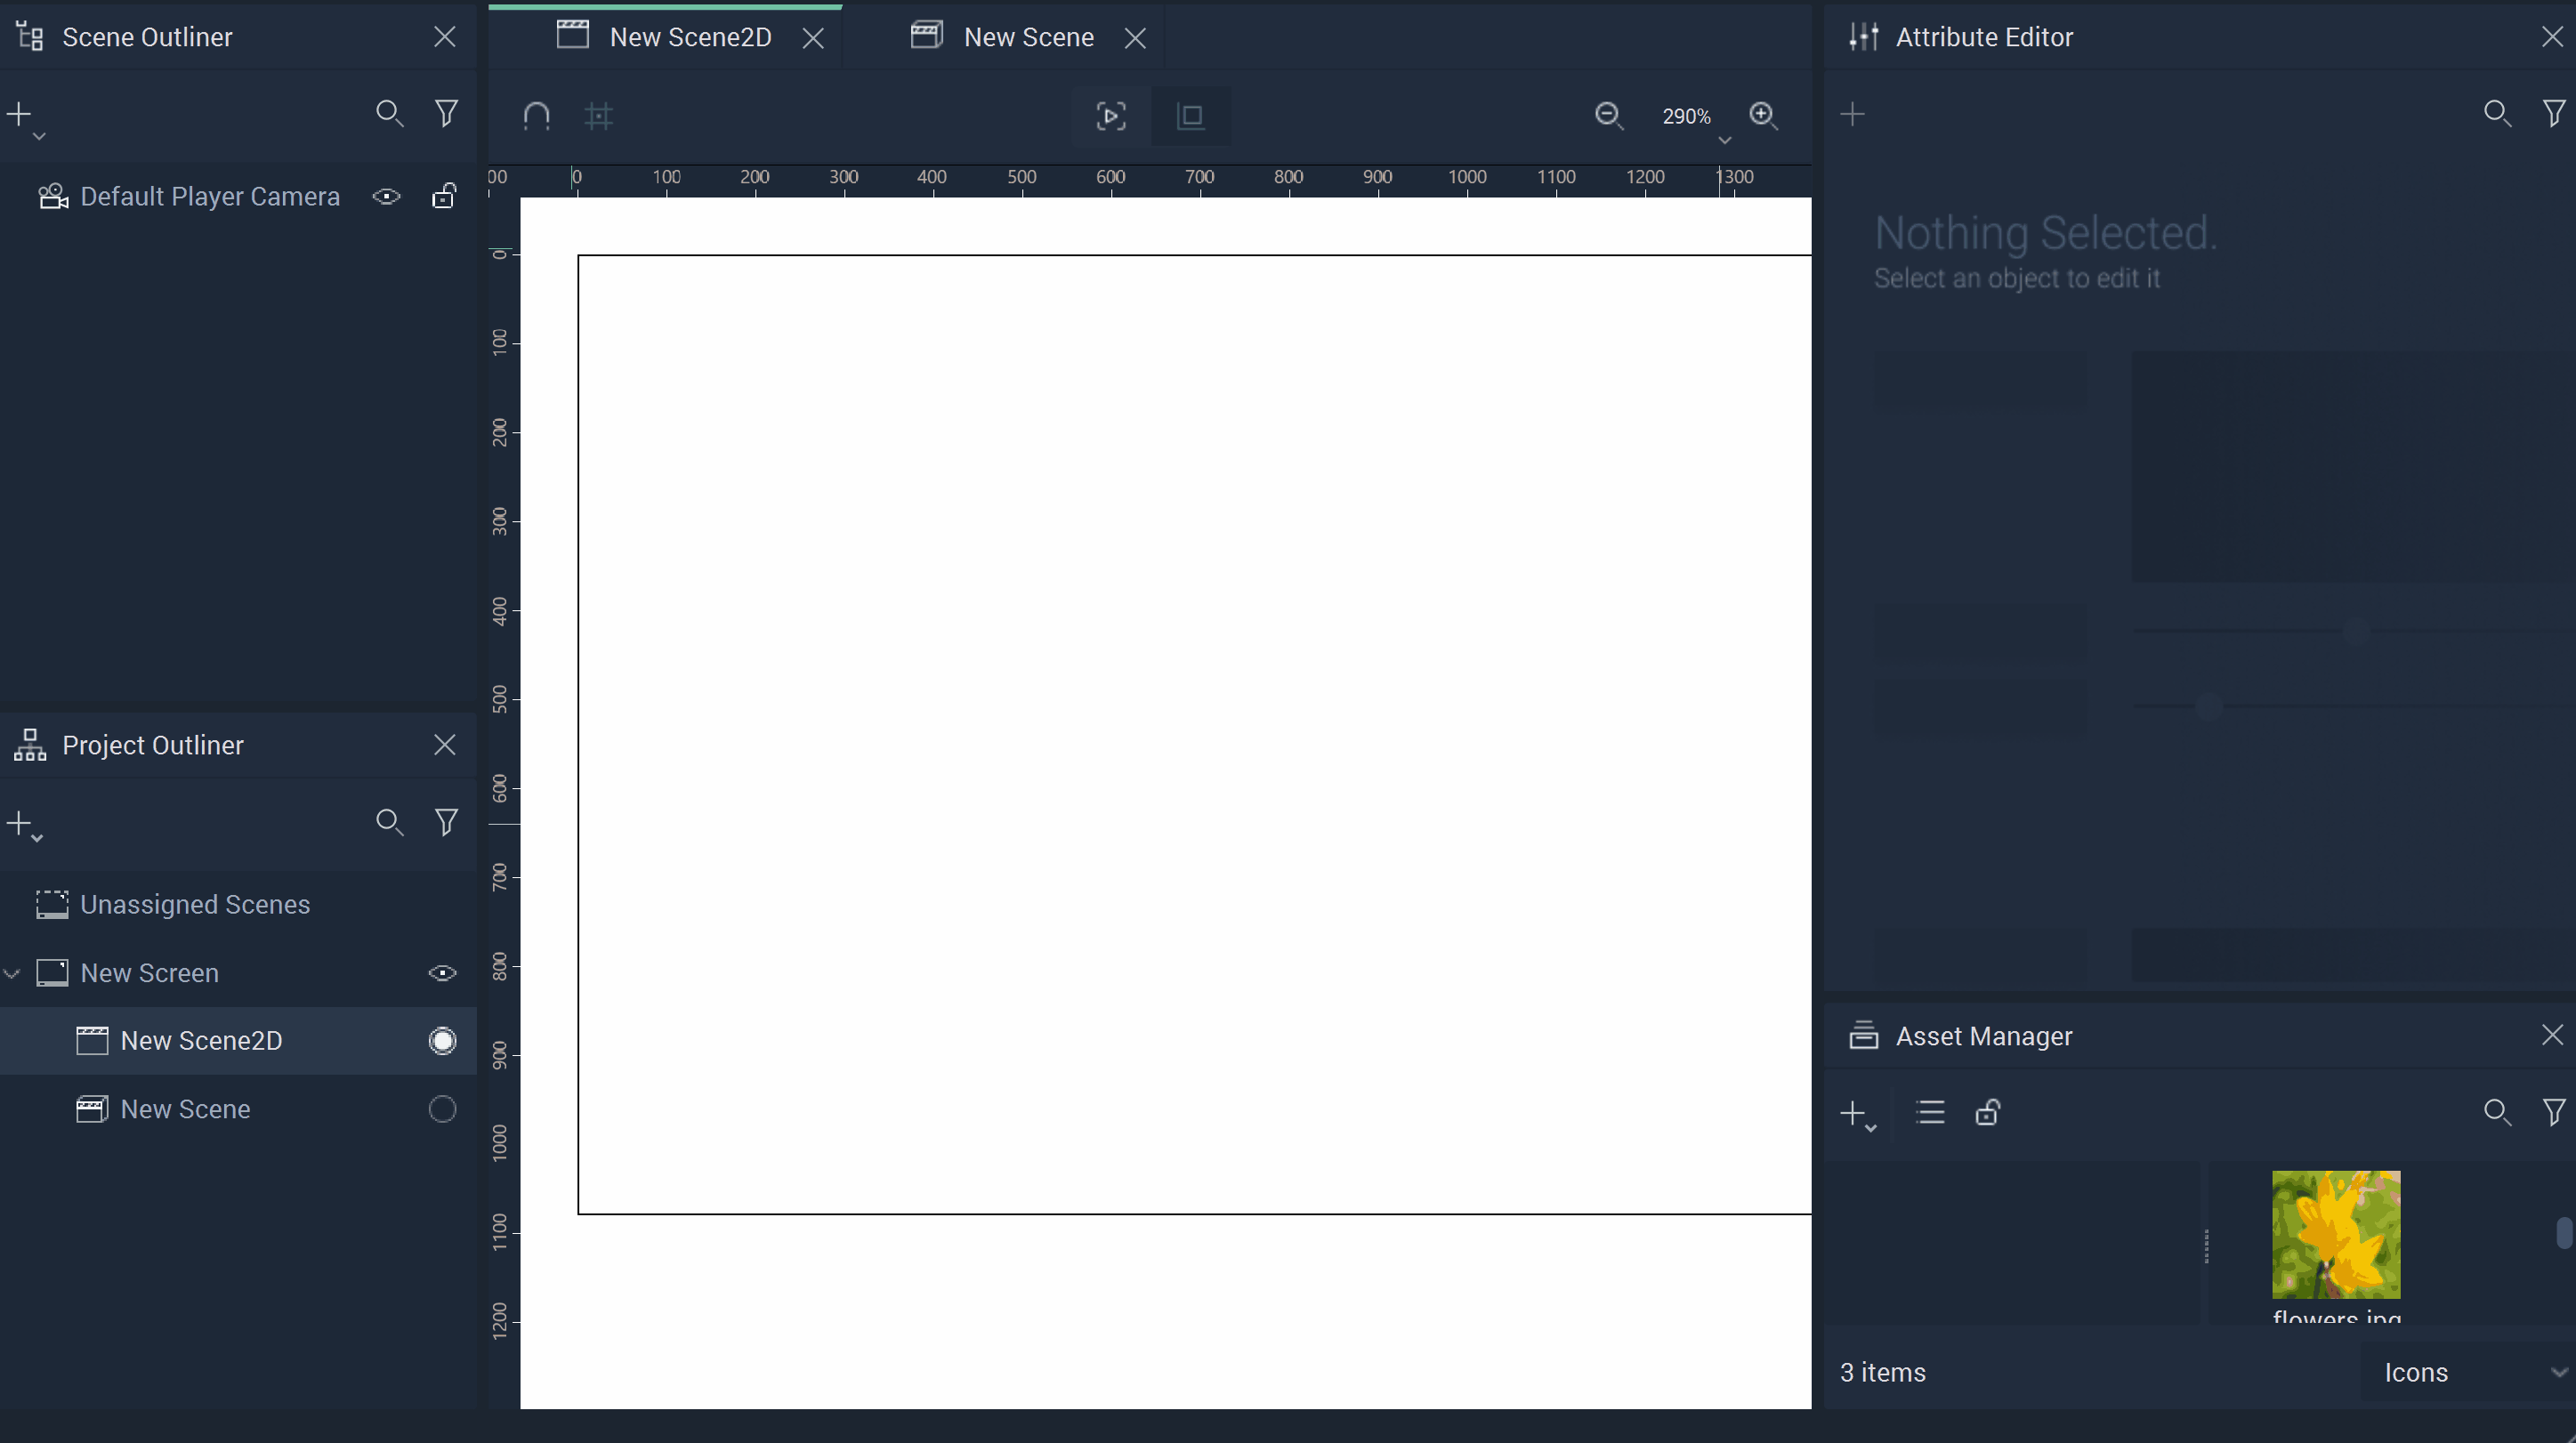 Scene Outliner
Default Player Camera
Project Outliner
Unassigned Scenes
New Screen
New Scene2D
New Scene
New Scene2D
New Scene
290%
00 0 100 200 300 400 500 600 700 800 900 1000 1100 1200 1300
0
100
200
300
400
500
600
700
800
900
1000
1100
1200
Attribute Editor
Nothing Selected.
Select an object to edit it
Asset Manager
flowers.jpg
3 items
Icons